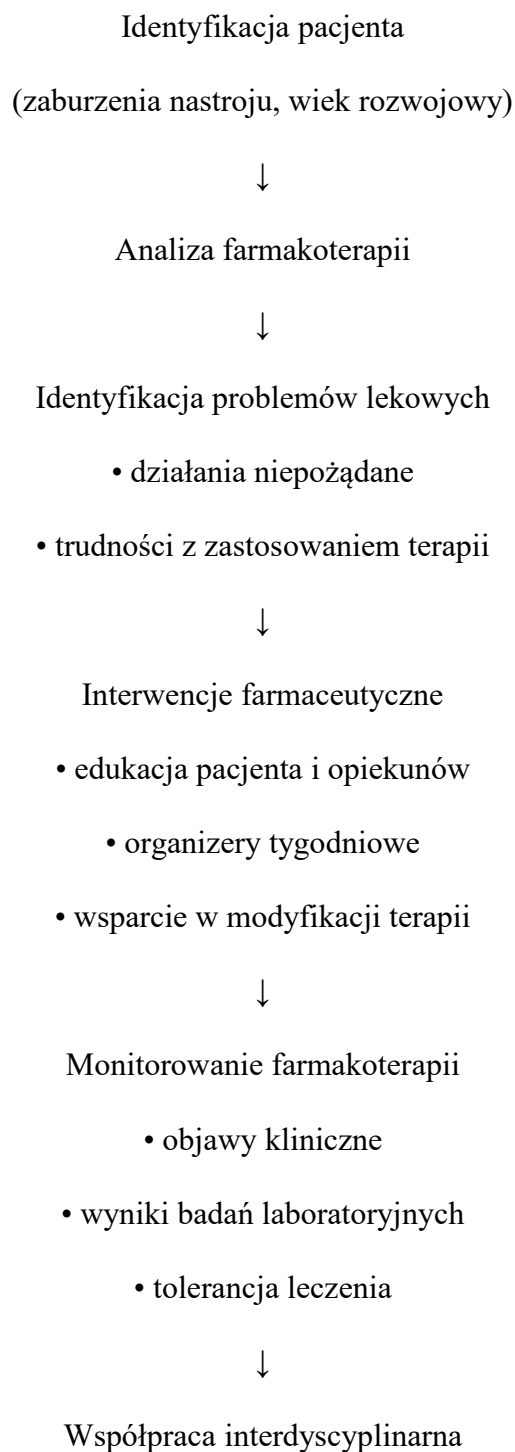 Identyfikacja pacjenta
(zaburzenia nastroju, wiek rozwojowy)
↓
Analiza farmakoterapii
↓
Identyfikacja problemów lekowych
• działania niepożądane
• trudności z zastosowaniem terapii
↓
Interwencje farmaceutyczne
• edukacja pacjenta i opiekunów
• organizery tygodniowe
• wsparcie w modyfikacji terapii
↓
Monitorowanie farmakoterapii
• objawy kliniczne
• wyniki badań laboratoryjnych
• tolerancja leczenia
↓
Współpraca interdyscyplinarna